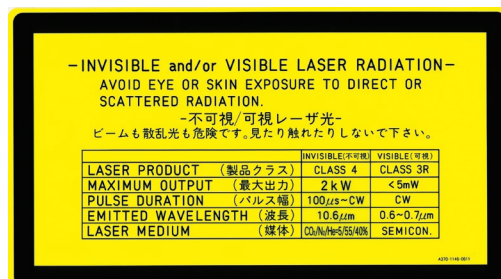 -INVISIBLE and/or VISIBLE LASER RADIATION-
AVOID EYE OR SKIN EXPOSURE TO DIRECT OR
SCATTERED RADIATION.
-不可視/可視レーザ光-
ビームも散乱光も危険です。見たり触れたりしないで下さい。
INVISIBLE(不可視) VISIBLE(可視)
LASER PRODUCT (製品クラス) CLASS 4 CLASS 3R
MAXIMUM OUTPUT (最大出力) 2kW <5mW
PULSE DURATION (パルス幅) 100μs~CW CW
EMITTED WAVELENGTH (波長) 10.6μm 0.6~0.7μm
LASER MEDIUM (媒体) CO₂/N₂/He=5/55/40% SEMICON.